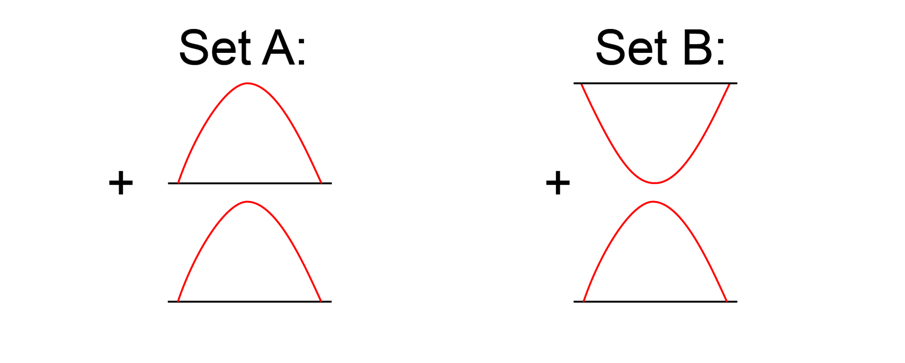 Set A:
Set B:
+
+